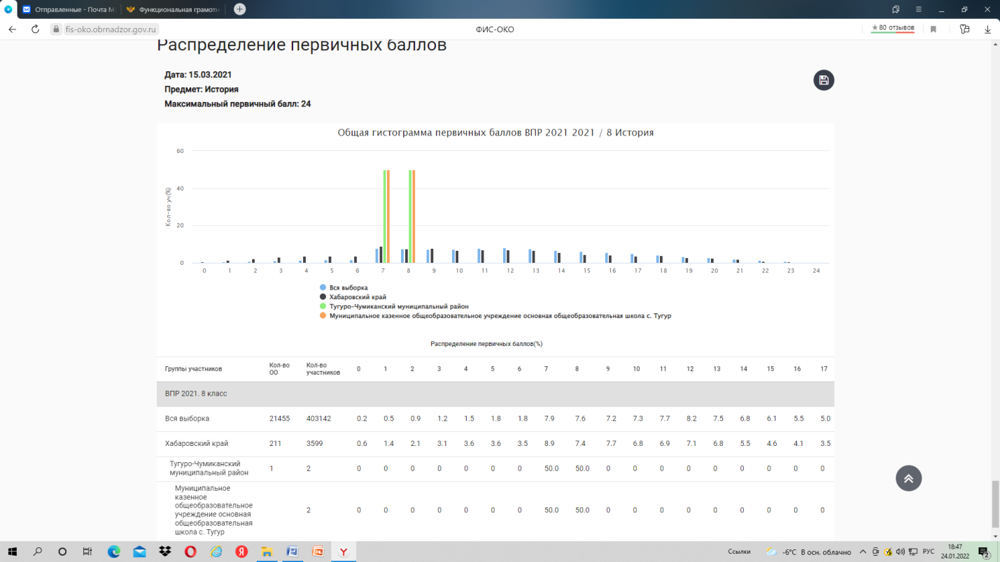 Отправленные - Почта M
Функциональная грамотн
fis-oko.obrnadzor.gov.ru
ФИС-ОКО
★ 80 отзывов
Распределение первичных баллов
Дата: 15.03.2021
Предмет: История
Максимальный первичный балл: 24
Общая гистограмма первичных баллов ВПР 2021 2021 / 8 История
Кол-во уч(%)
60
40
20
0
0 1 2 3 4 5 6 7 8 9 10 11 12 13 14 15 16 17 18 19 20 21 22 23 24
Вся выборка
Хабаровский край
Тугуро-Чумиканский муниципальный район
Муниципальное казенное общеобразовательное учреждение основная общеобразовательная школа с. Тугур
Распределение первичных баллов(%)
Группы участников Кол-во ОО Кол-во участников 0 1 2 3 4 5 6 7 8 9 10 11 12 13 14 15 16 17
ВПР 2021. 8 класс
Вся выборка 21455 403142 0.2 0.5 0.9 1.2 1.5 1.8 1.8 7.9 7.6 7.2 7.3 7.7 8.2 7.5 6.8 6.1 5.5 5.0
Хабаровский край 211 3599 0.6 1.4 2.1 3.1 3.6 3.6 3.5 8.9 7.4 7.7 6.8 6.9 7.1 6.8 5.5 4.6 4.1 3.5
Тугуро-Чумиканский
муниципальный район 1 2 0 0 0 0 0 0 0 50.0 50.0 0 0 0 0 0 0 0 0 0
Муниципальное
казенное
общеобразовательное
учреждение основная 2 0 0 0 0 0 0 0 50.0 50.0 0 0 0 0 0 0 0 0 0
общеобразовательная
школа с. Тугур
Ссылки -6°C В осн. облачно РУС 18:47
24.01.2022 2